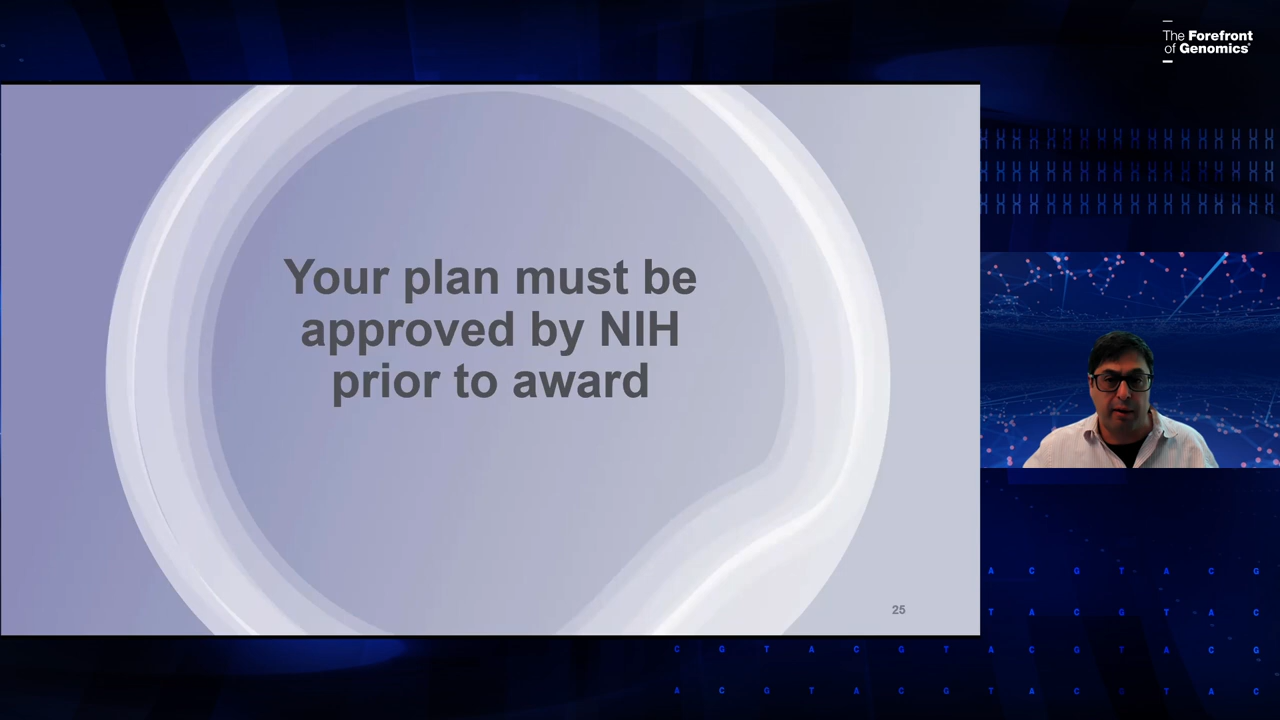 The Forefront
of Genomics®
Your plan must be
approved by NIH
prior to award
25
A C G T A C G
T A C G T A C
C G T A C G T A C G T A C G
A C G T A C G T A C G T A C